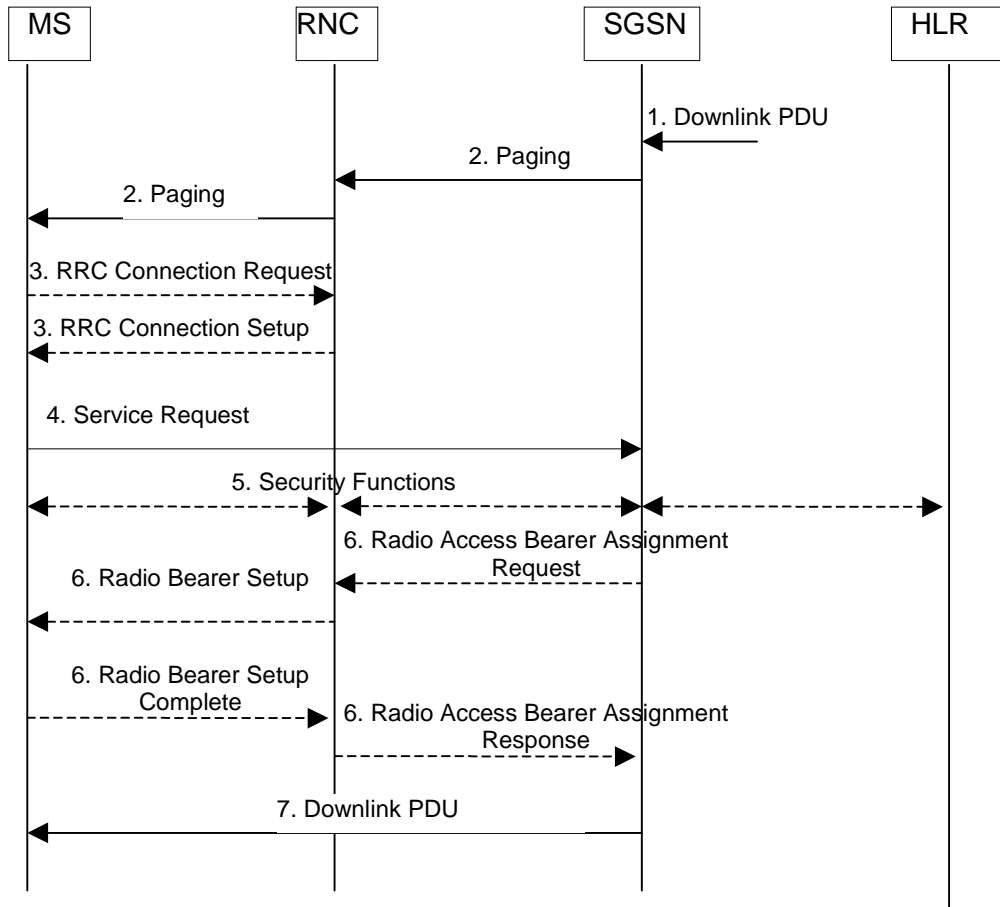 MS
RNC
SGSN
HLR
1. Downlink PDU
2. Paging
2. Paging
3. RRC Connection Request
3. RRC Connection Setup
4. Service Request
5. Security Functions
6. Radio Access Bearer Assignment
Request
6. Radio Bearer Setup
6. Radio Bearer Setup
Complete
6. Radio Access Bearer Assignment
Response
7. Downlink PDU